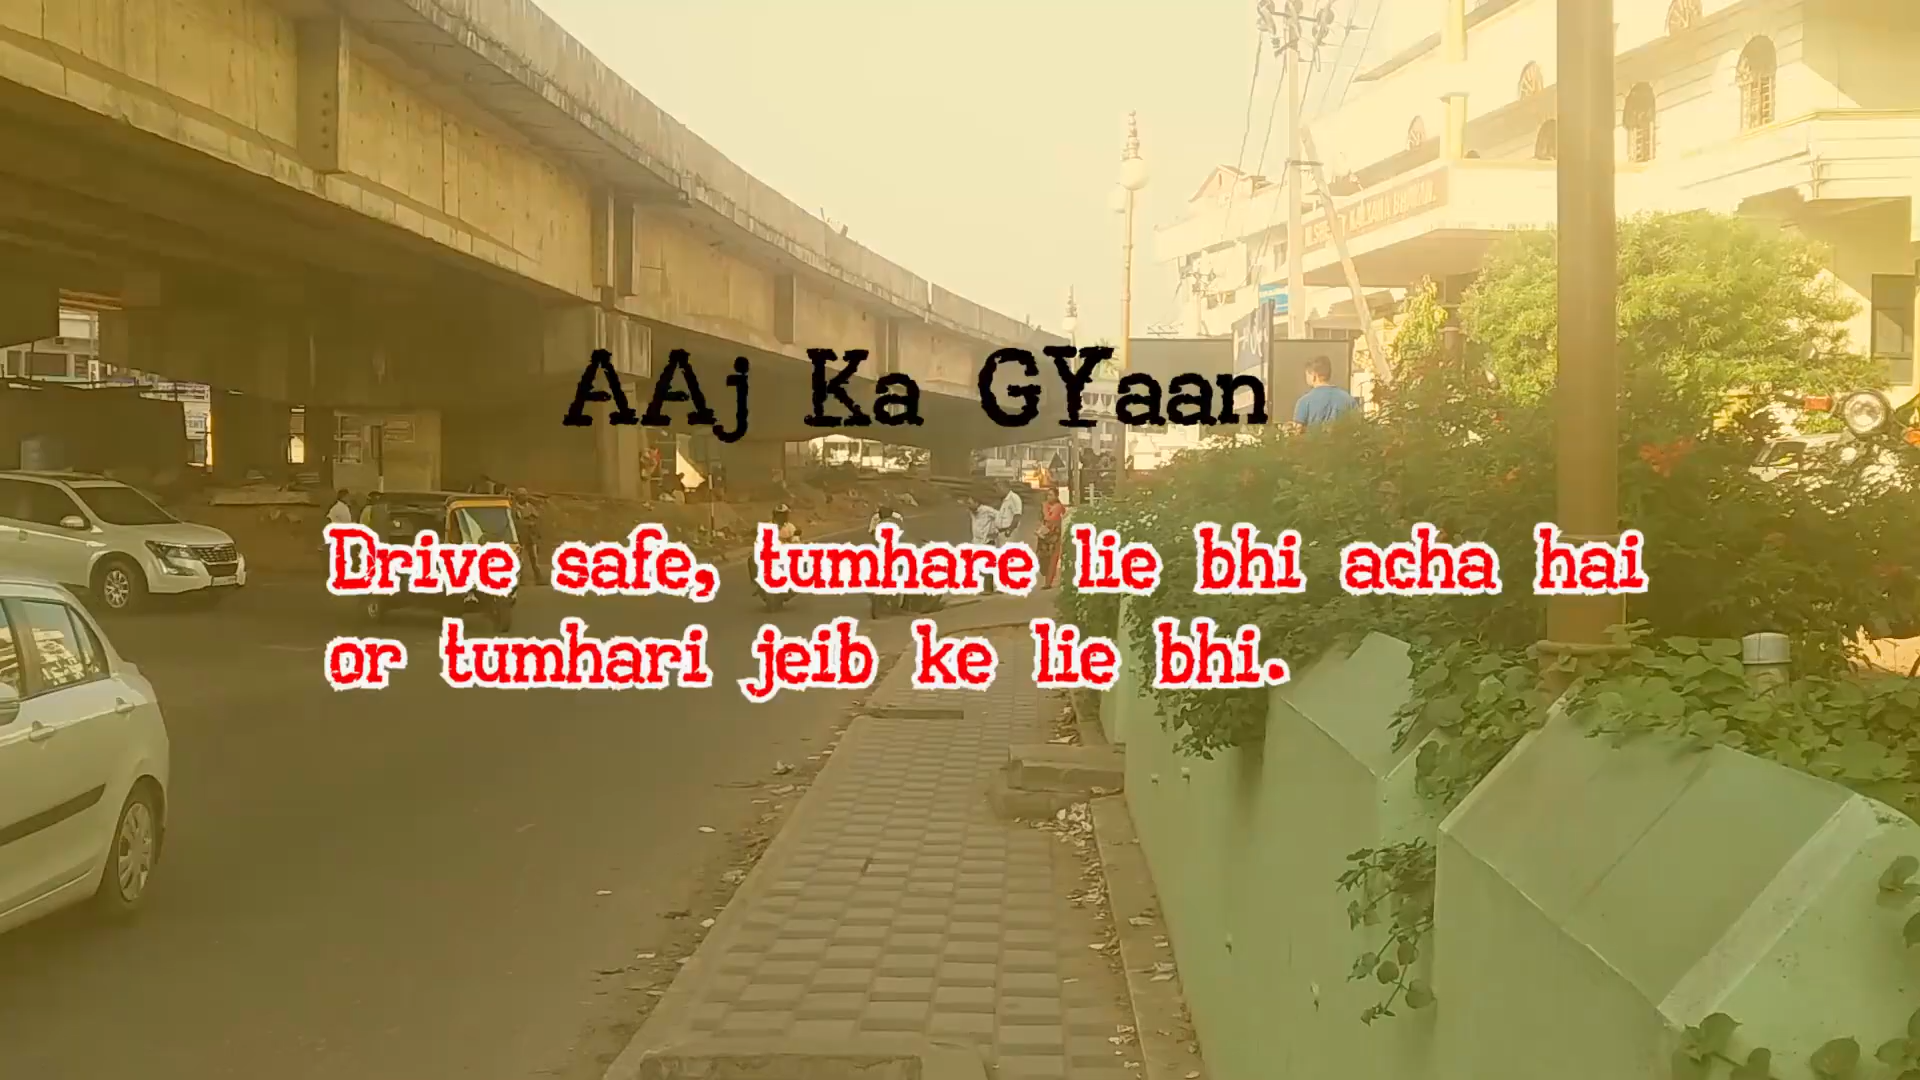 AAj Ka GYaan
Drive safe, tumhare lie bhi acha hai
or tumhari jeib ke lie bhi.